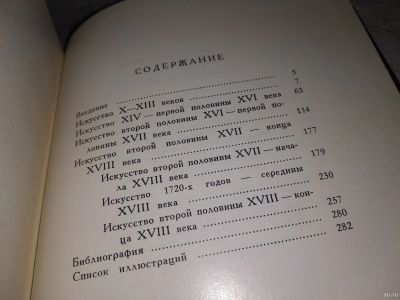 СОДЕРЖАНИЕ
Введение 5
Искусство X—XIII веков 7
Искусство XIV — первой половины XVI века 63
Искусство второй половины XVI — первой по-
ловины XVII века 114
Искусство второй половины XVII — конца
XVIII века 177
Искусство второй половины XVII — нача-
ла XVIII века 179
Искусство 1720-х годов — середины
XVIII века 230
Искусство второй половины XVIII — кон-
ца XVIII века 257
Библиография 280
Список иллюстраций 282
au.ru